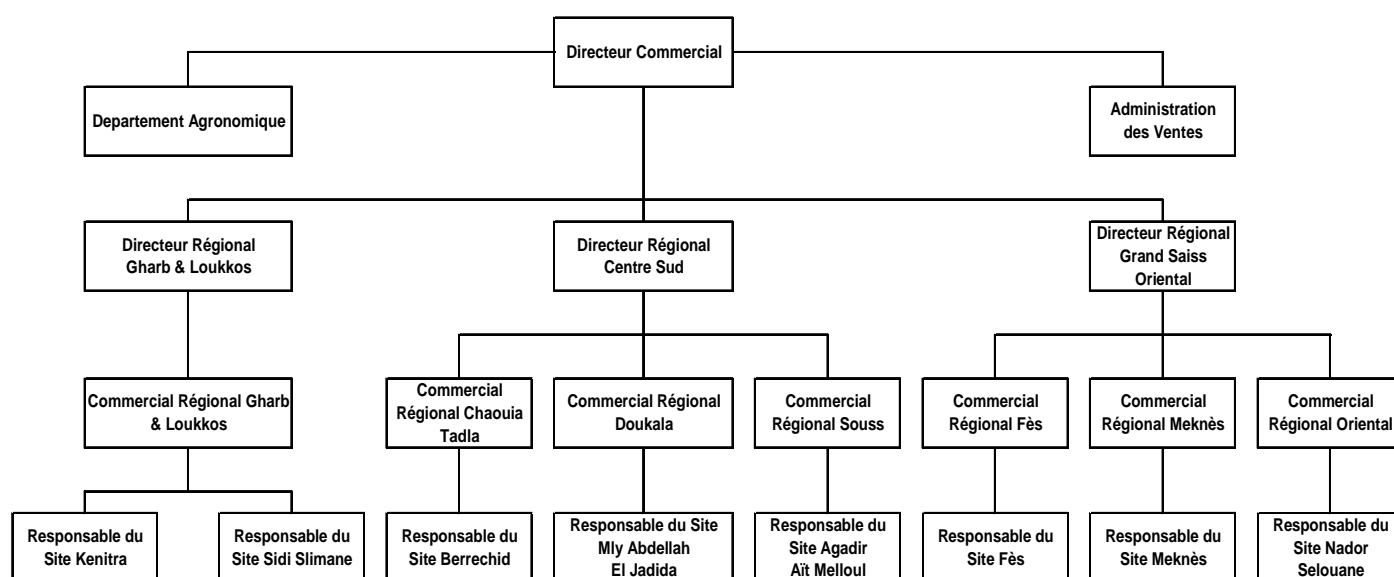 Directeur Commercial
Departement Agronomique
Administration
des Ventes
Directeur Régional
Gharb & Loukkos
Directeur Régional
Centre Sud
Directeur Régional
Grand Saiss
Oriental
Commercial Régional Gharb
& Loukkos
Commercial
Régional Chaouia
Tadla
Commercial Régional
Doukala
Commercial
Régional Souss
Commercial
Régional Fès
Commercial
Régional Meknès
Commercial
Régional Oriental
Responsable du
Site Kenitra
Responsable du
Site Sidi Slimane
Responsable du
Site Berrechid
Responsable du Site
Mly Abdellah
El Jadida
Responsable du
Site Agadir
Aït Melloul
Responsable du
Site Fès
Responsable du
Site Meknès
Responsable du
Site Nador
Selouane